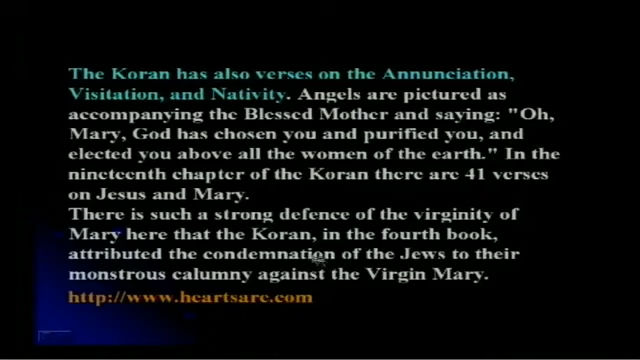 The Koran has also verses on the Annunciation,
Visitation, and Nativity. Angels are pictured as
accompanying the Blessed Mother and saying: "Oh,
Mary, God has chosen you and purified you, and
elected you above all the women of the earth." In the
nineteenth chapter of the Koran there are 41 verses
on Jesus and Mary.
There is such a strong defence of the virginity of
Mary here that the Koran, in the fourth book,
attributed the condemnation of the Jews to their
monstrous calumny against the Virgin Mary.
http://www.heartsare.com